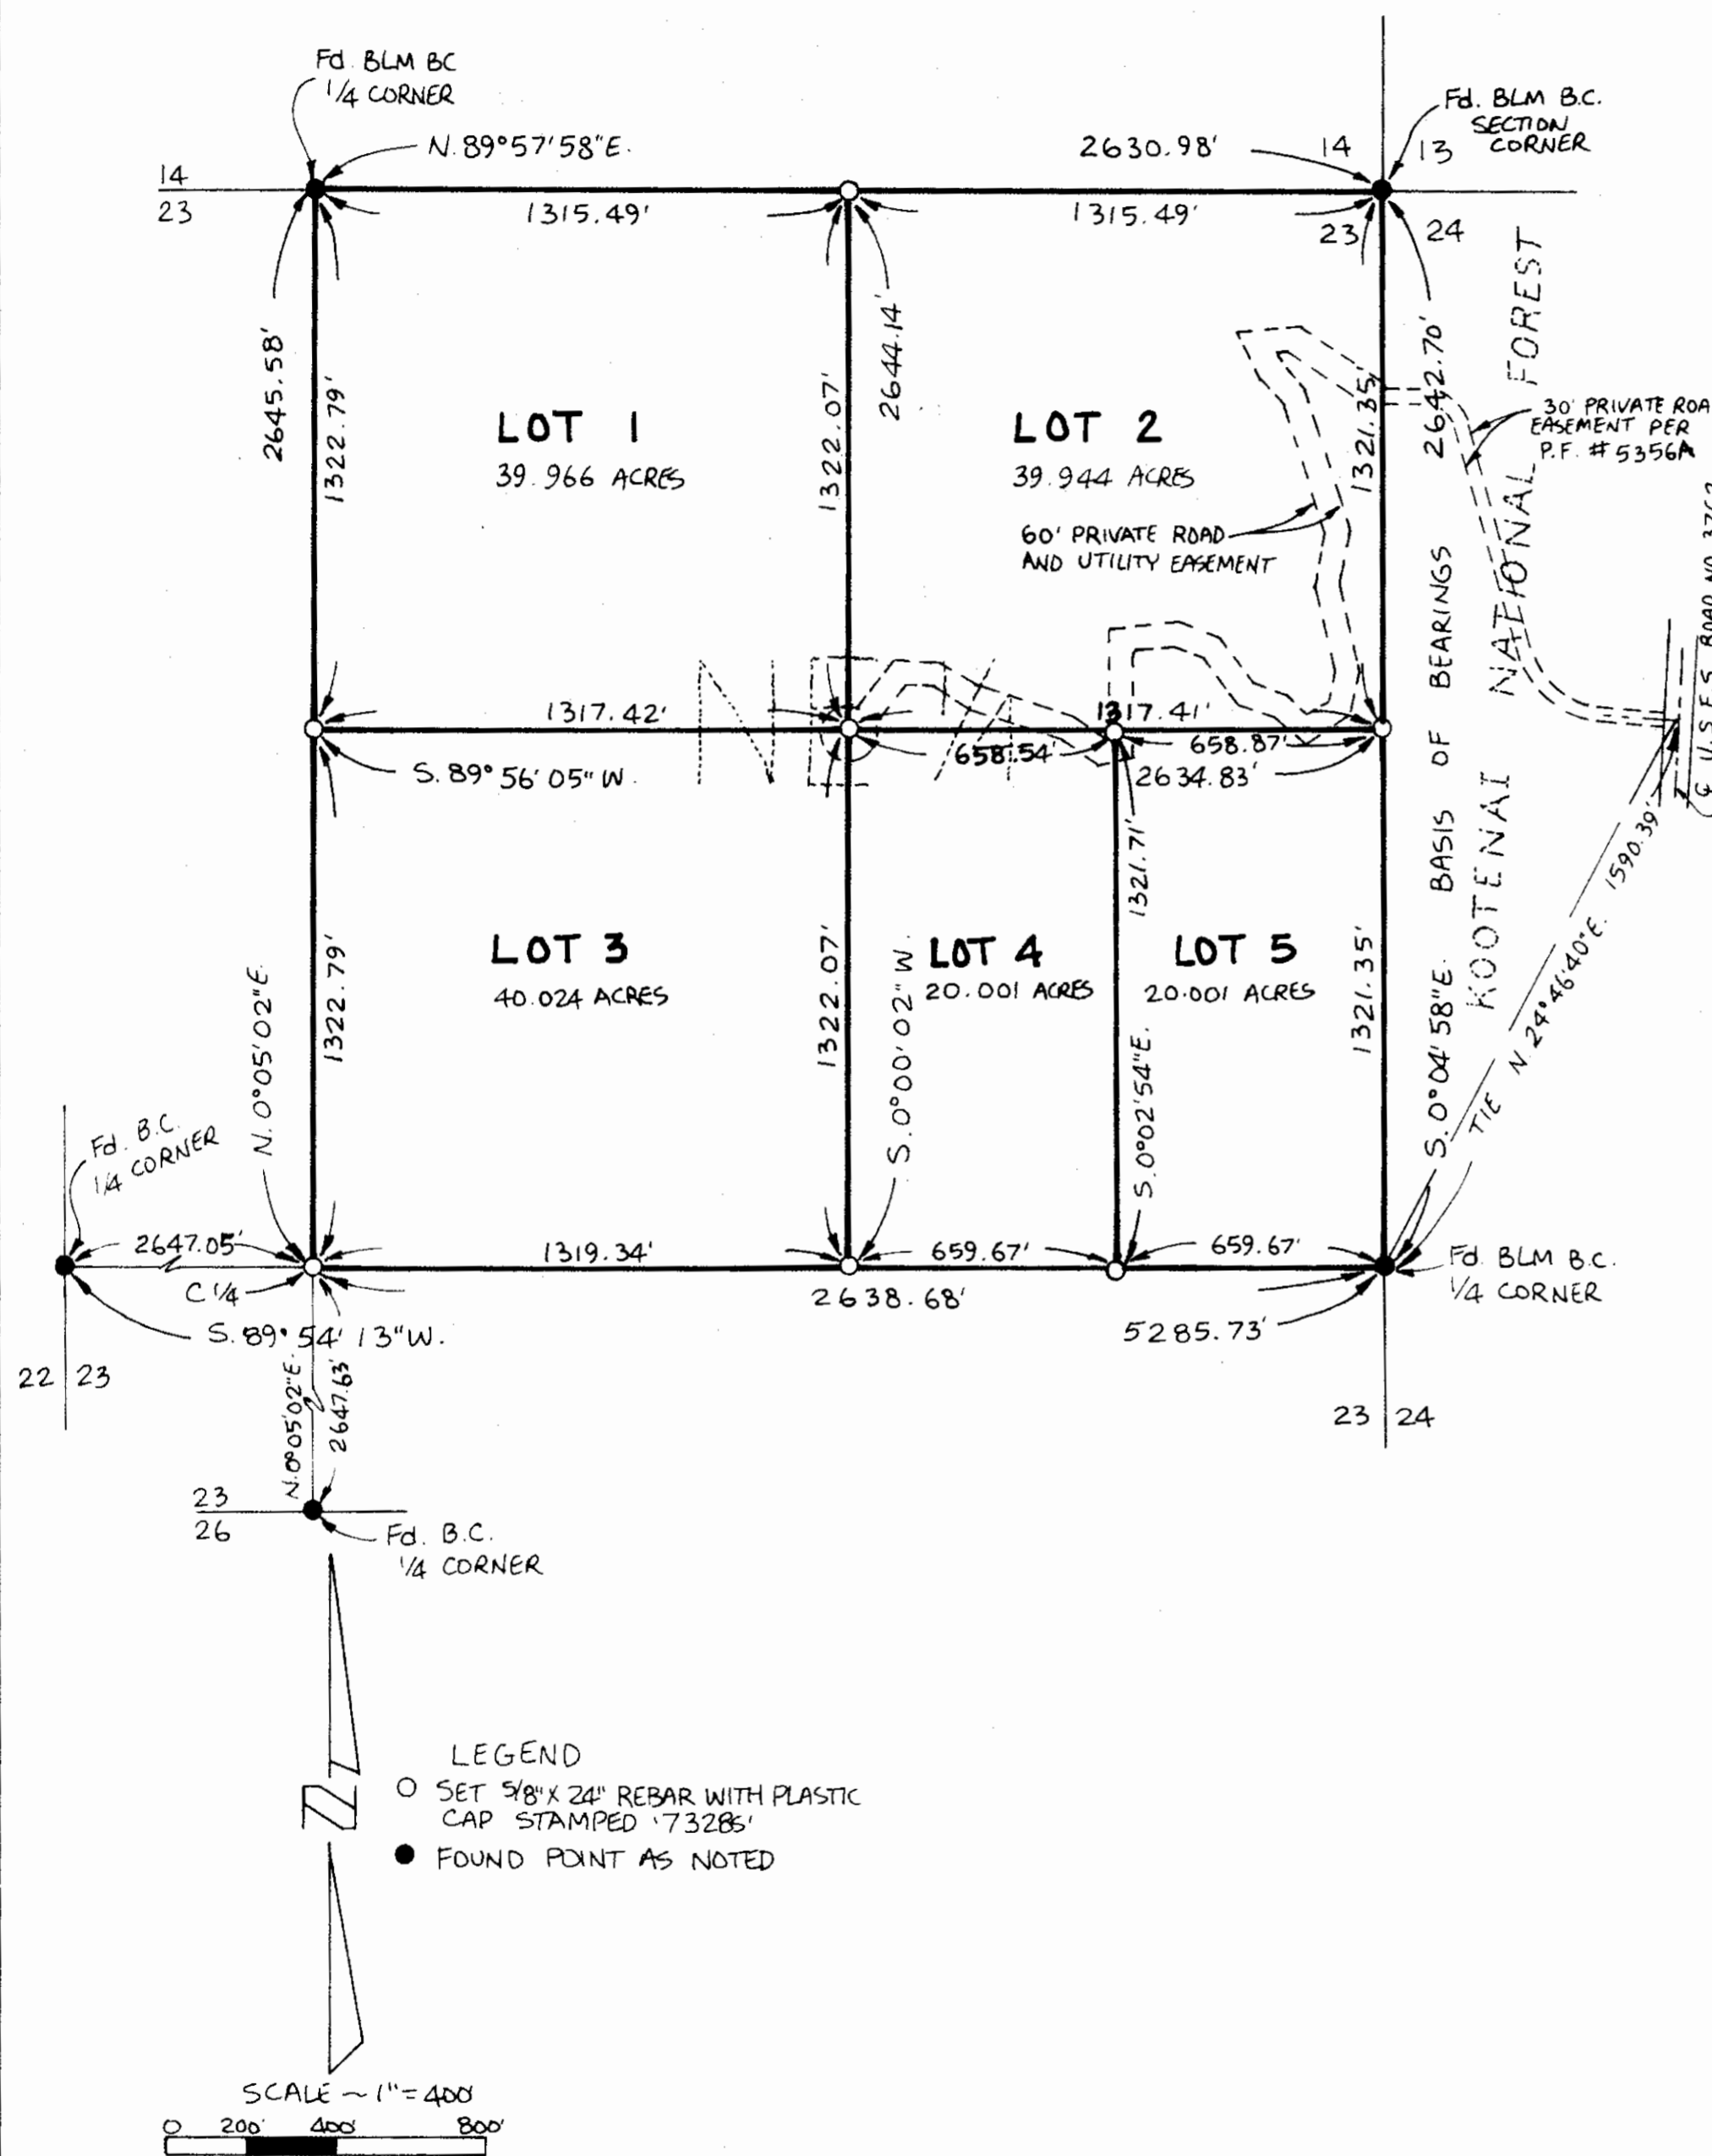 Fd. BLM BC
1/4 CORNER
N. 89°57'58"E.
2630.98'
14
13
Fd. BLM B.C.
SECTION
CORNER
14
23
1315.49'
1315.49'
23
24
2645.58'
1322.79'
1322.07'
2644.14'
1321.35'
2642.70'
KOOTENAI NATIONAL FOREST
LOT 1
39.966 ACRES
LOT 2
39.944 ACRES
30' PRIVATE ROA
EASEMENT PER
P.F. # 5356A
60' PRIVATE ROAD
AND UTILITY EASEMENT
BASIS OF BEARINGS
₵ U.S.F.S. ROAD NO.
NE 1/4
1317.42'
1317.41'
658.54'
658.87'
S. 89° 56' 05" W.
2634.83'
1321.71'
1590.39'
LOT 3
40.024 ACRES
LOT 4
20.001 ACRES
LOT 5
20.001 ACRES
N. 0°05'02"E.
1322.79'
1322.07'
S. 0°00'02" W.
S. 0°02'54"E.
1321.35'
S. 0°04'58"E.
TIE N. 24°46'40"E.
Fd. B.C.
1/4 CORNER
2647.05'
1319.34'
659.67'
659.67'
Fd. BLM B.C.
1/4 CORNER
C 1/4
2638.68'
5285.73'
S. 89° 54' 13" W.
22
23
N. 0°05'02"E.
2647.63'
23
24
23
26
Fd. B.C.
1/4 CORNER
LEGEND
SET 5/8" X 24" REBAR WITH PLASTIC
CAP STAMPED '7328S'
FOUND POINT AS NOTED
SCALE ~ 1" = 400'
0 200' 400' 800'